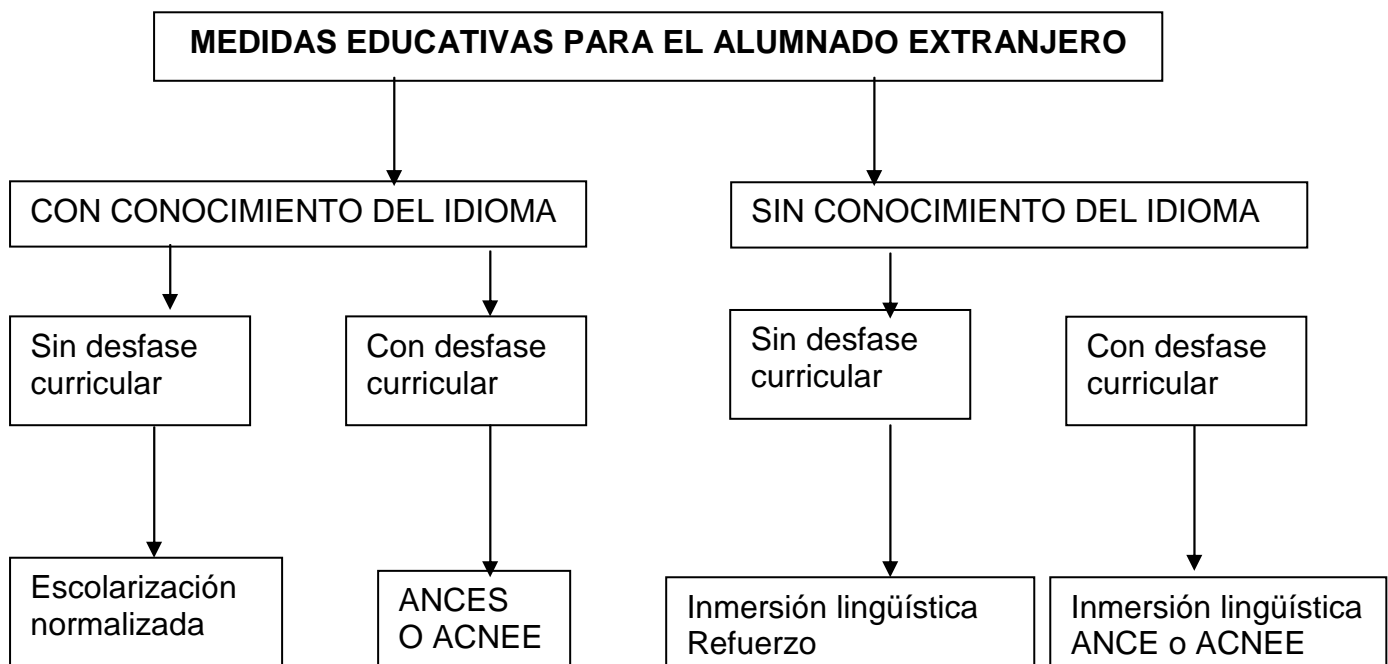 MEDIDAS EDUCATIVAS PARA EL ALUMNADO EXTRANJERO
CON CONOCIMIENTO DEL IDIOMA
SIN CONOCIMIENTO DEL IDIOMA
Sin desfase
curricular
Con desfase
curricular
Sin desfase
curricular
Con desfase
curricular
Escolarización
normalizada
ANCES
O ACNEE
Inmersión lingüística
Refuerzo
Inmersión lingüística
ANCE o ACNEE